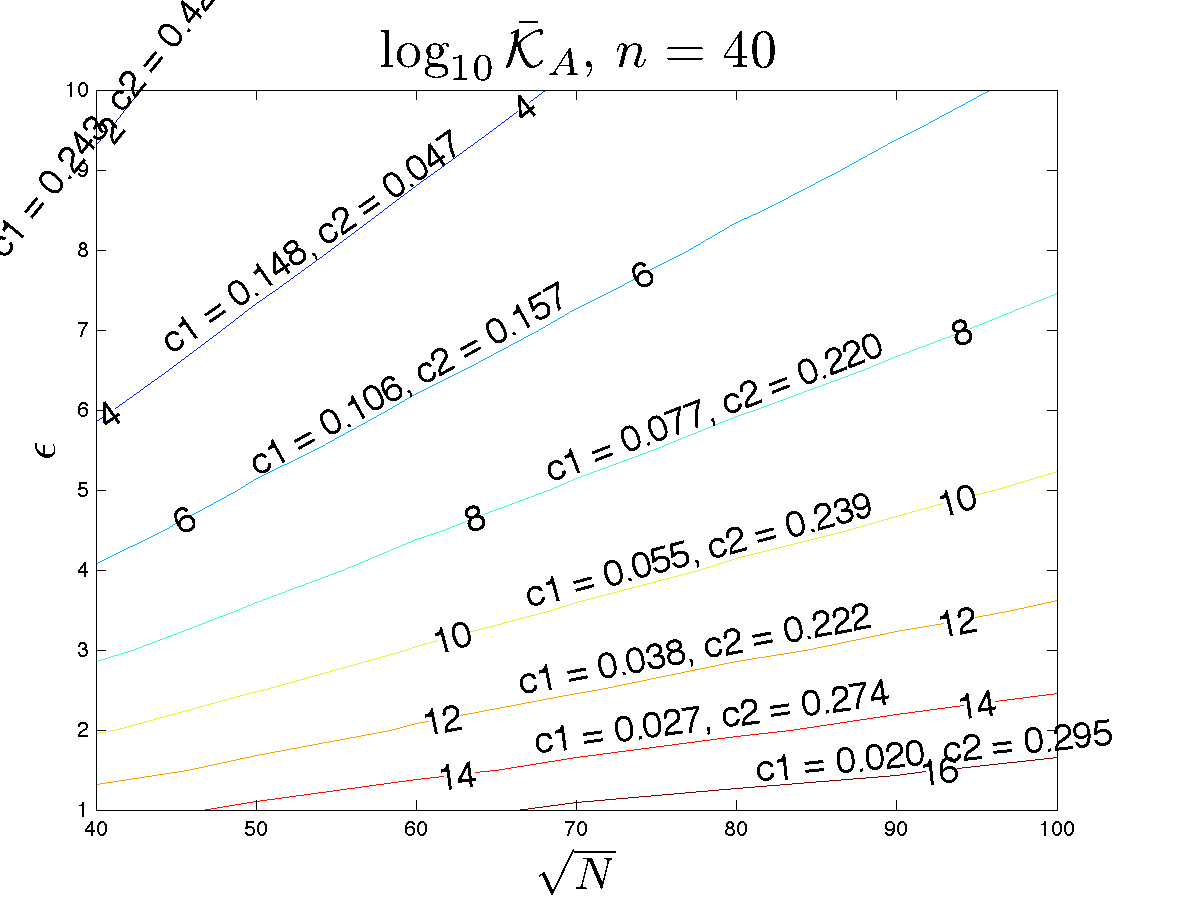 log₁₀ 𝒦̄_A, n = 40
c1 = 0.243, c2 = 0.42
2
c1 = 0.148, c2 = 0.047
4
4
c1 = 0.106, c2 = 0.157
6
6
c1 = 0.077, c2 = 0.220
8
8
c1 = 0.055, c2 = 0.239
10
10
c1 = 0.038, c2 = 0.222
12
12
c1 = 0.027, c2 = 0.274
14
14
c1 = 0.020, c2 = 0.295
16
10
9
8
7
6
5
4
3
2
1
ϵ
40 50 60 70 80 90 100
√N